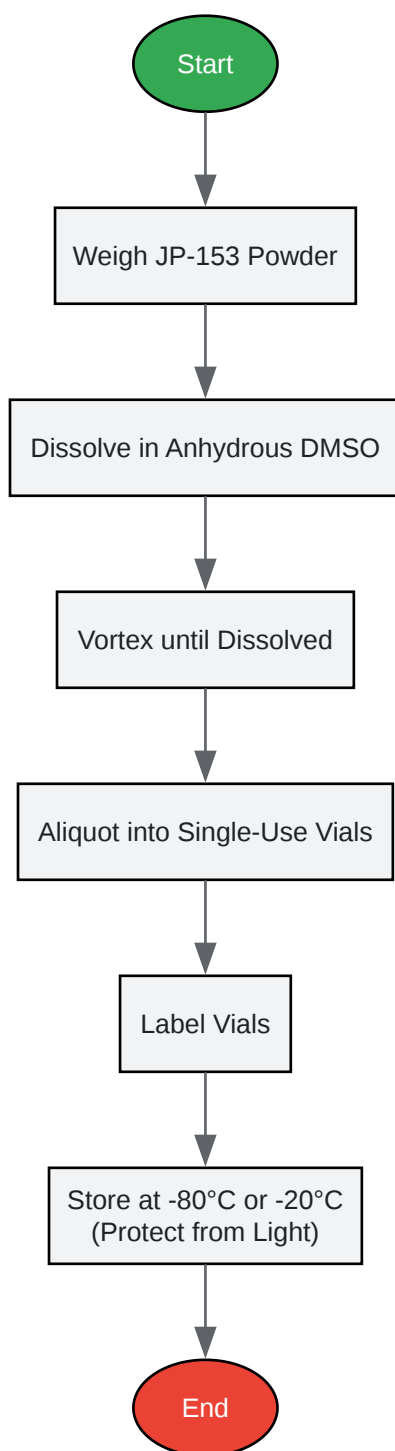 Start
Weigh JP-153 Powder
Dissolve in Anhydrous DMSO
Vortex until Dissolved
Aliquot into Single-Use Vials
Label Vials
Store at -80°C or -20°C
(Protect from Light)
End